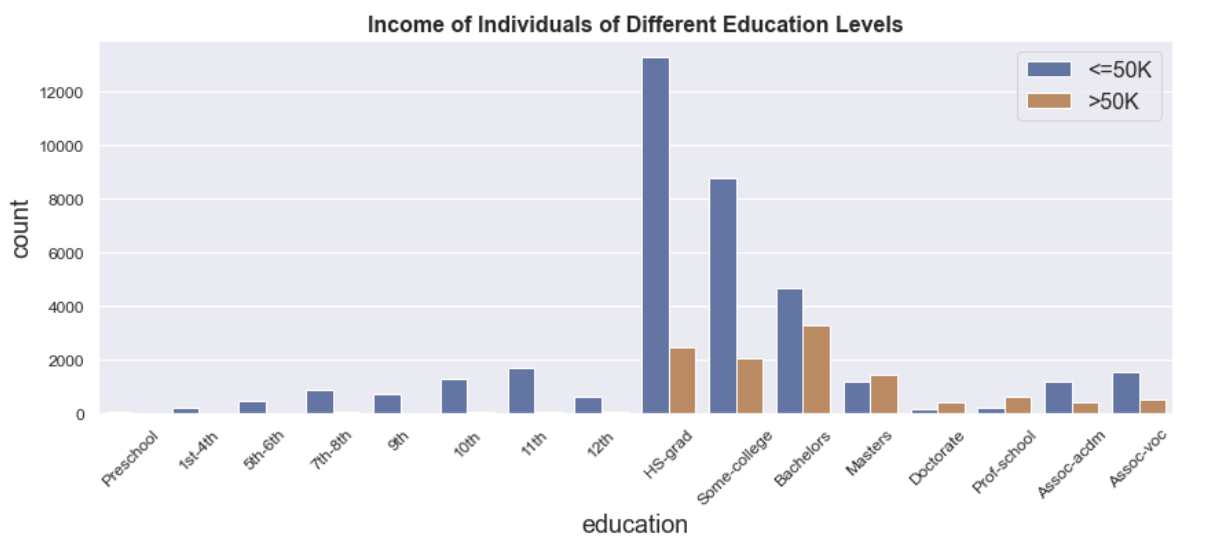 Income of Individuals of Different Education Levels
<=50K
>50K
12000
10000
8000
6000
4000
2000
0
count
Preschool
1st-4th
5th-6th
7th-8th
9th
10th
11th
12th
HS-grad
Some-college
Bachelors
Masters
Doctorate
Prof-school
Assoc-acdm
Assoc-voc
education